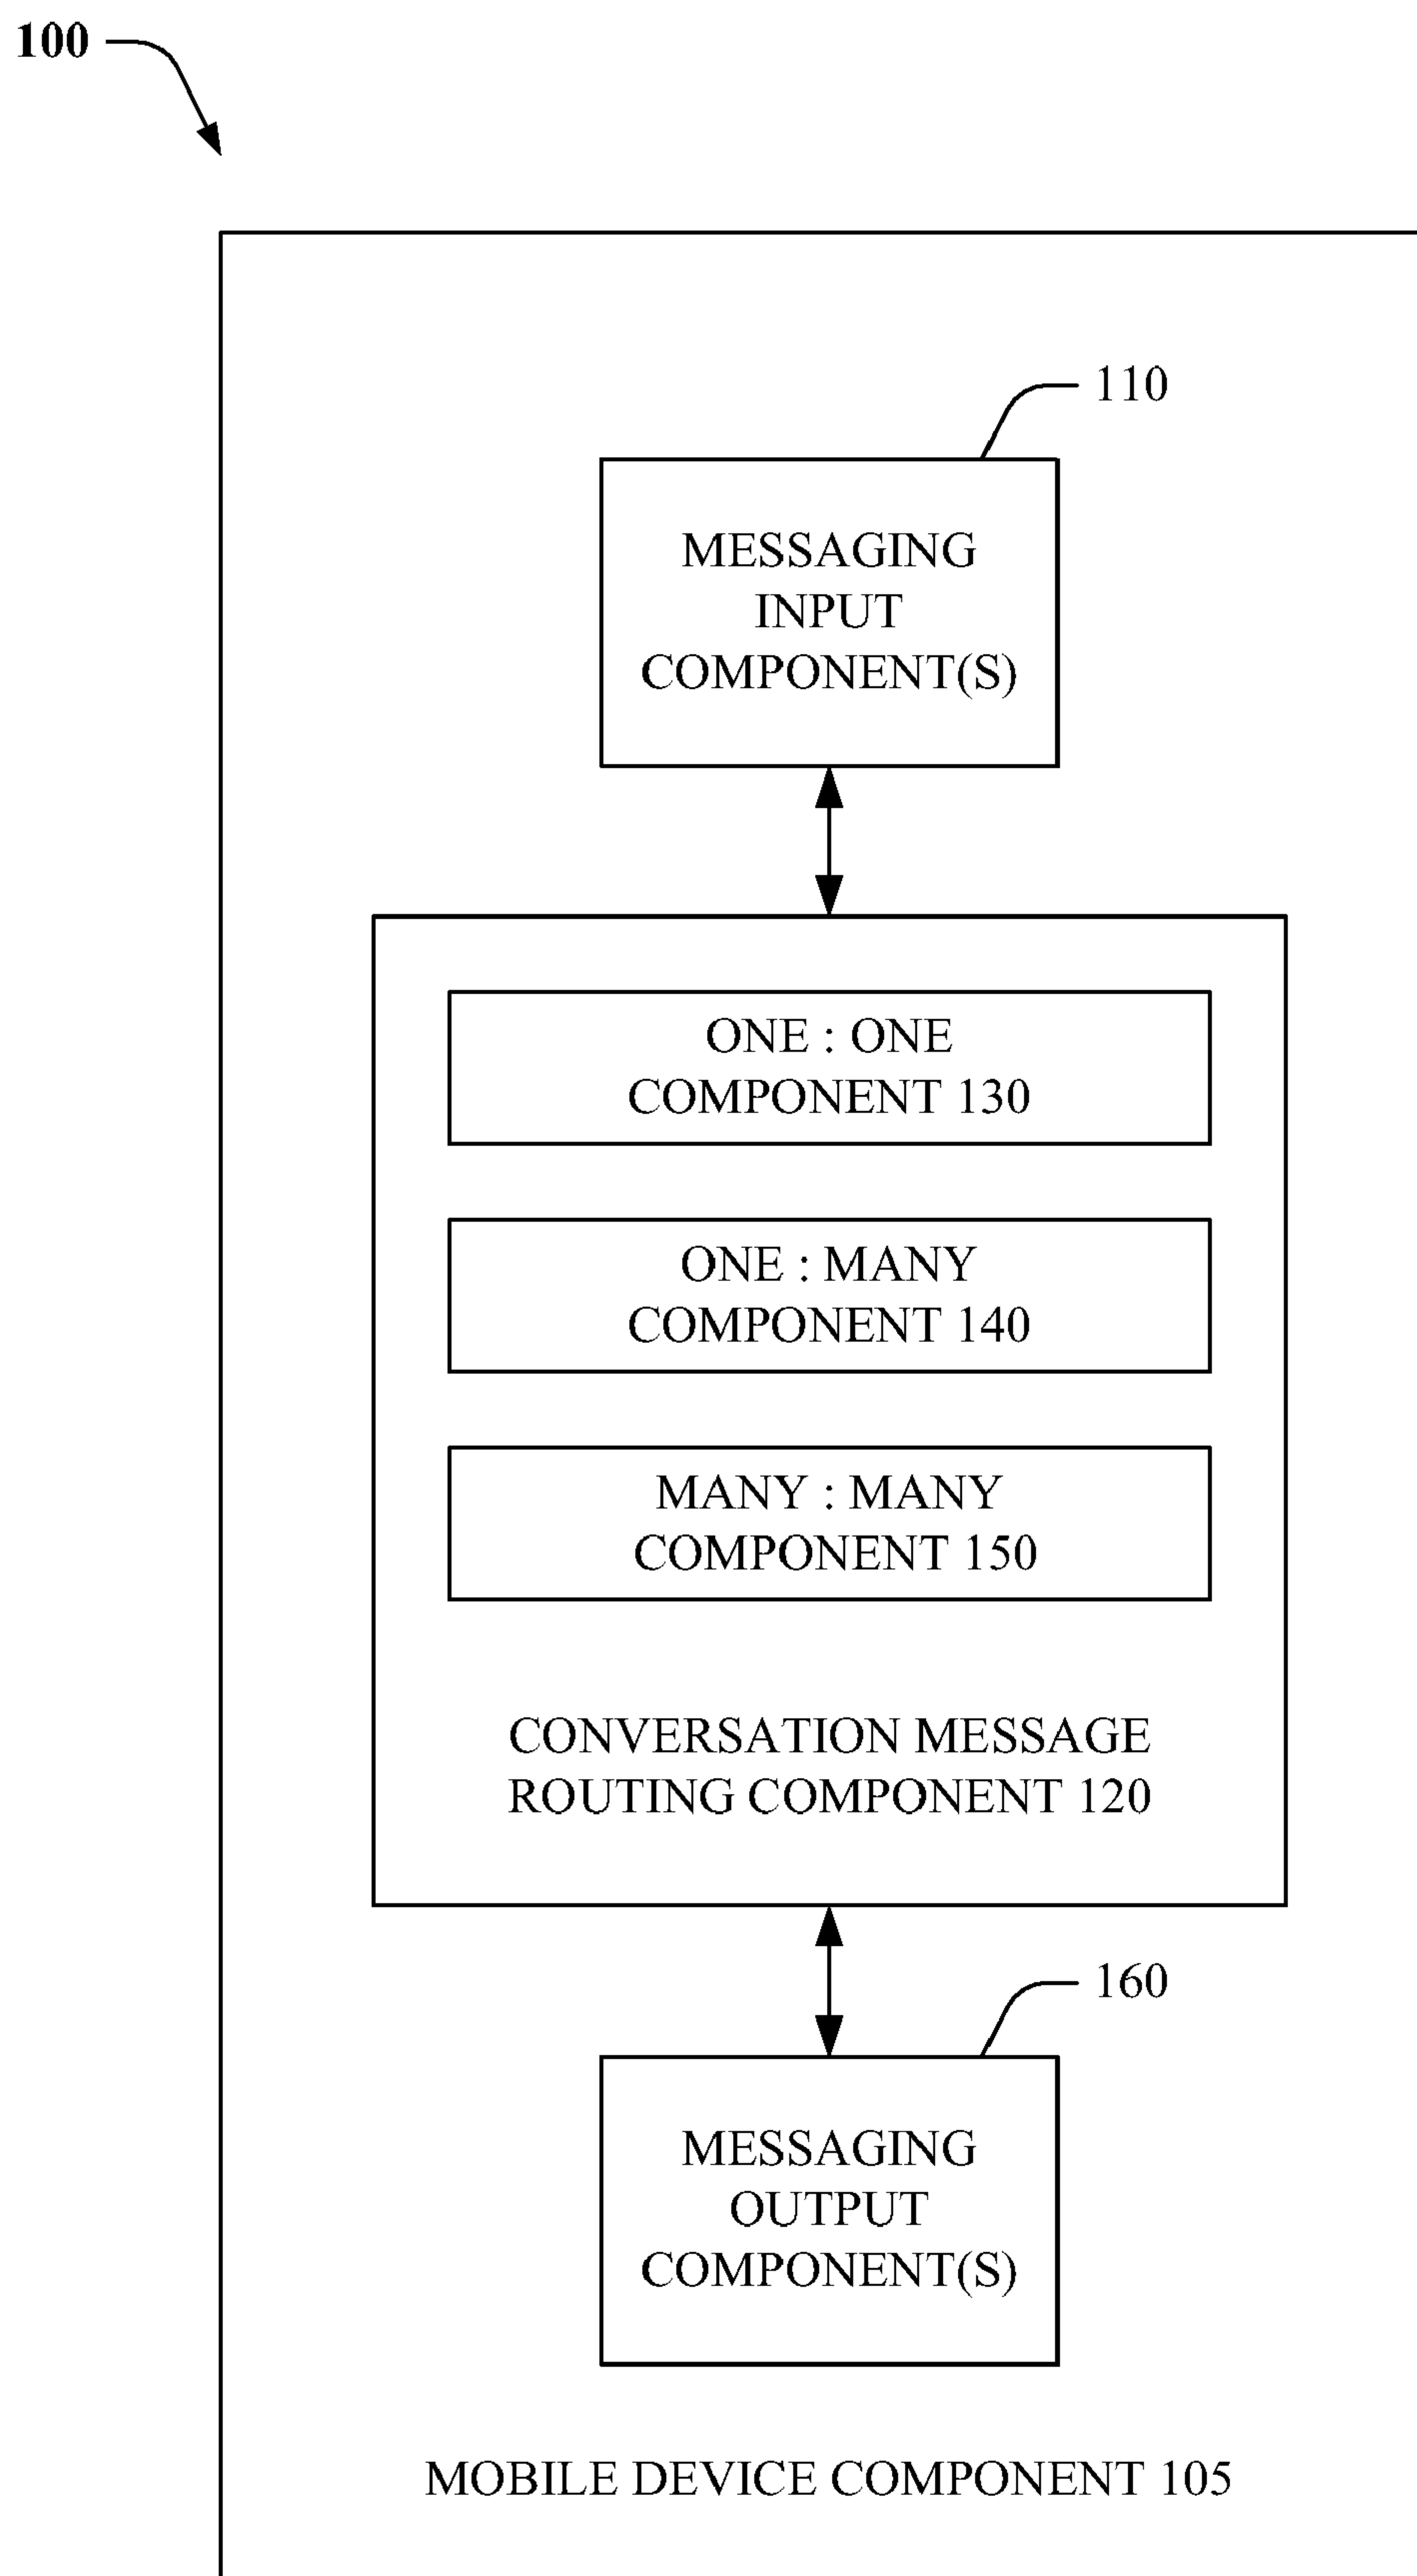 100
110
MESSAGING
INPUT
COMPONENT(S)
ONE : ONE
COMPONENT 130
ONE : MANY
COMPONENT 140
MANY : MANY
COMPONENT 150
CONVERSATION MESSAGE
ROUTING COMPONENT 120
160
MESSAGING
OUTPUT
COMPONENT(S)
MOBILE DEVICE COMPONENT 105